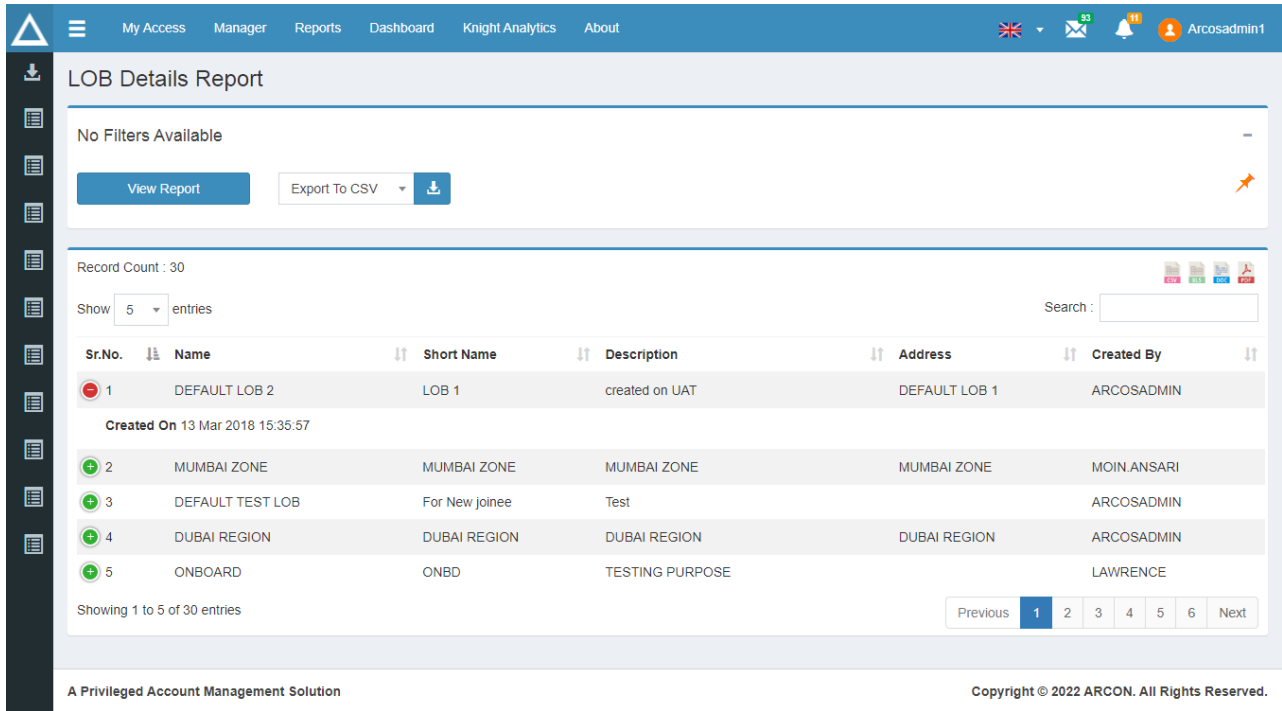 My Access Manager Reports Dashboard Knight Analytics About 93 11 Arcosadmin1
LOB Details Report
No Filters Available
View Report Export To CSV
Record Count : 30 CSV XLS DOC PDF
Show 5 entries Search :
Sr.No. Name Short Name Description Address Created By
1 DEFAULT LOB 2 LOB 1 created on UAT DEFAULT LOB 1 ARCOSADMIN
Created On 13 Mar 2018 15:35:57
2 MUMBAI ZONE MUMBAI ZONE MUMBAI ZONE MUMBAI ZONE MOIN.ANSARI
3 DEFAULT TEST LOB For New joinee Test ARCOSADMIN
4 DUBAI REGION DUBAI REGION DUBAI REGION DUBAI REGION ARCOSADMIN
5 ONBOARD ONBD TESTING PURPOSE LAWRENCE
Showing 1 to 5 of 30 entries Previous 1 2 3 4 5 6 Next
A Privileged Account Management Solution Copyright © 2022 ARCON. All Rights Reserved.